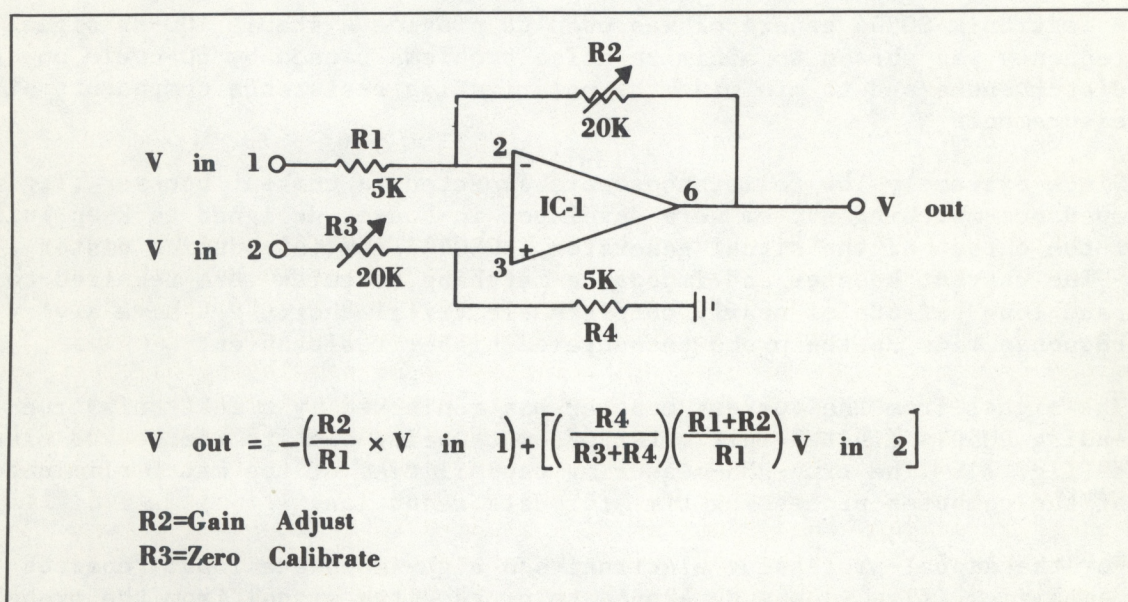 R2
20K
R1
V in 1
5K
2
-
IC-1
6
V out
V in 2
R3
20K
3
+
5K
R4
V out = -(R2/R1 × V in 1) + [(R4/R3+R4)(R1+R2/R1) V in 2]
R2=Gain Adjust
R3=Zero Calibrate